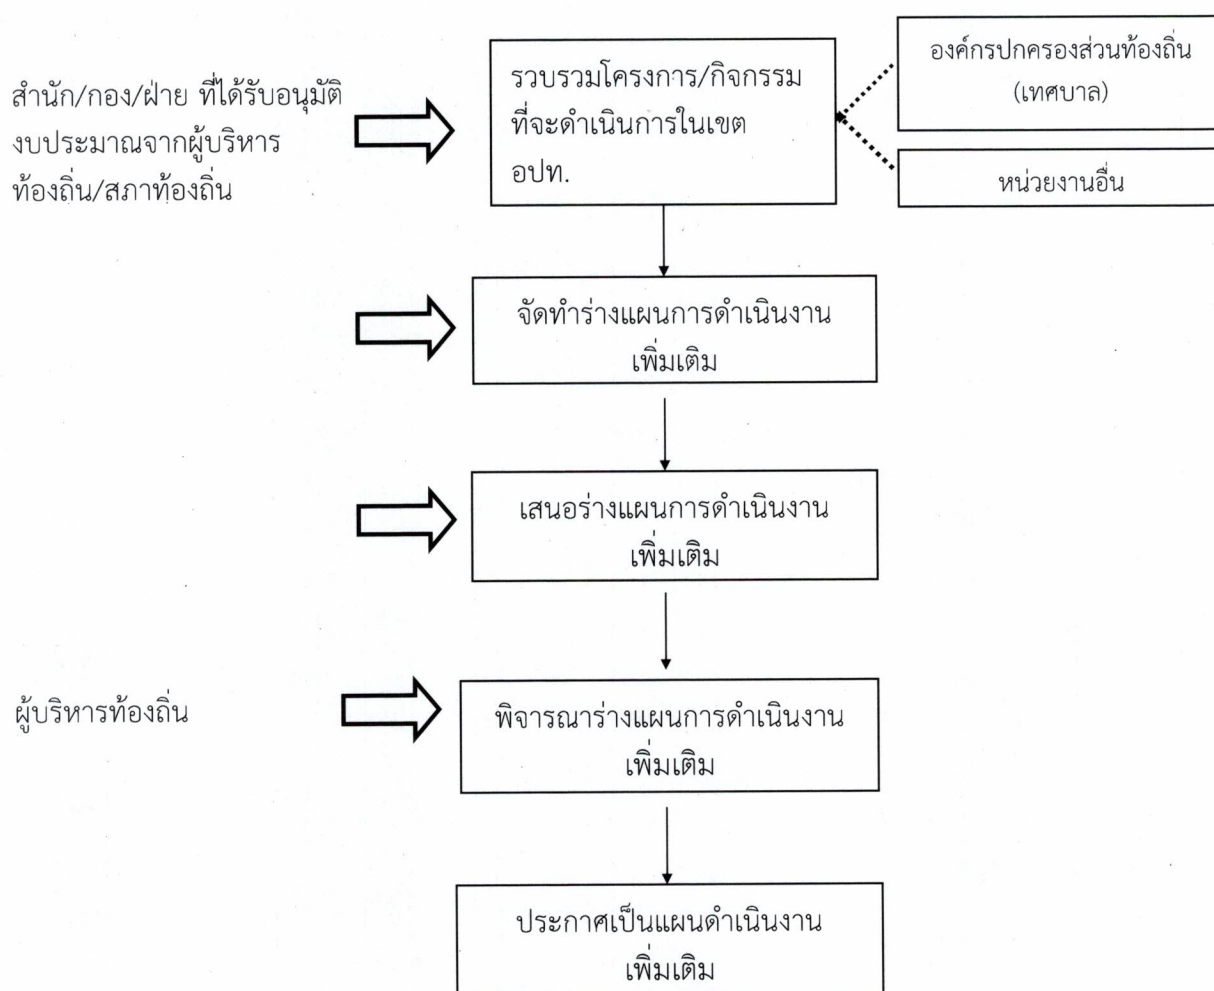 สำนัก/กอง/ฝ่าย ที่ได้รับอนุมัติ
งบประมาณจากผู้บริหาร
ท้องถิ่น/สภาท้องถิ่น
รวบรวมโครงการ/กิจกรรม
ที่จะดำเนินการในเขต
อปท.
องค์กรปกครองส่วนท้องถิ่น
(เทศบาล)
หน่วยงานอื่น
จัดทำร่างแผนการดำเนินงาน
เพิ่มเติม
เสนอร่างแผนการดำเนินงาน
เพิ่มเติม
ผู้บริหารท้องถิ่น
พิจารณาร่างแผนการดำเนินงาน
เพิ่มเติม
ประกาศเป็นแผนดำเนินงาน
เพิ่มเติม